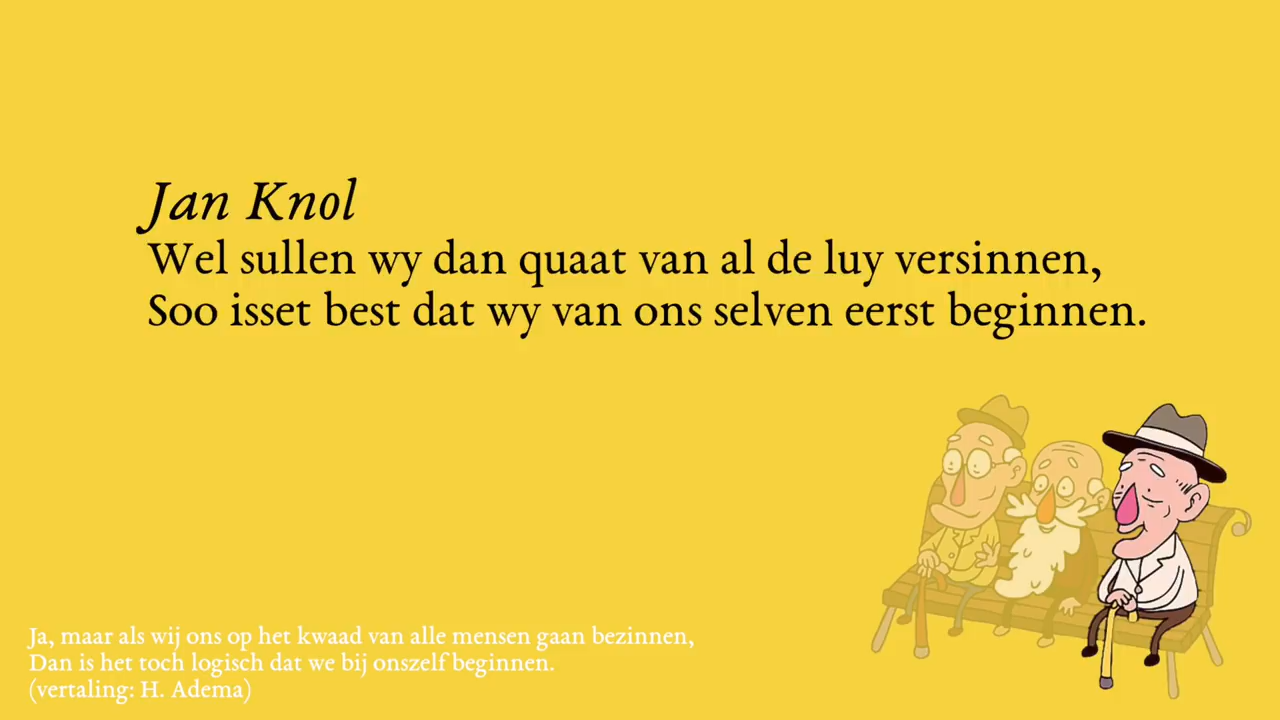 Jan Knol
Wel sullen wy dan quaat van al de luy versinnen,
Soo isset best dat wy van ons selven eerst beginnen.
Ja, maar als wij ons op het kwaad van alle mensen gaan bezinnen,
Dan is het toch logisch dat we bij onszelf beginnen.
(vertaling: H. Adema)